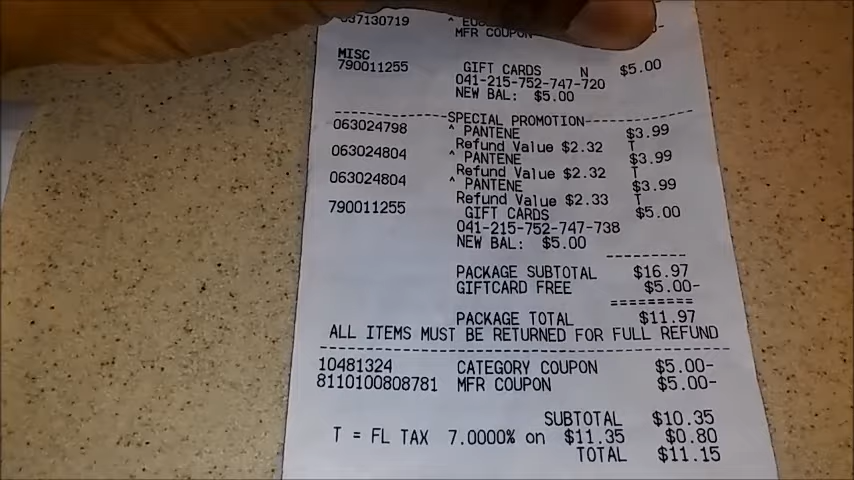 037130719 ^
MFR COUPON
MISC
790011255 GIFT CARDS N $5.00
041-215-752-747-720
NEW BAL: $5.00
SPECIAL PROMOTION
063024798 ^ PANTENE $3.99
Refund Value $2.32 T
063024804 ^ PANTENE $3.99
Refund Value $2.32 T
063024804 ^ PANTENE $3.99
Refund Value $2.33 T
790011255 GIFT CARDS $5.00
041-215-752-747-738
NEW BAL: $5.00
PACKAGE SUBTOTAL $16.97
GIFTCARD FREE $5.00-
PACKAGE TOTAL $11.97
ALL ITEMS MUST BE RETURNED FOR FULL REFUND
10481324 CATEGORY COUPON $5.00-
8110100808781 MFR COUPON $5.00-
SUBTOTAL $10.35
T = FL TAX 7.0000% on $11.35 $0.80
TOTAL $11.15